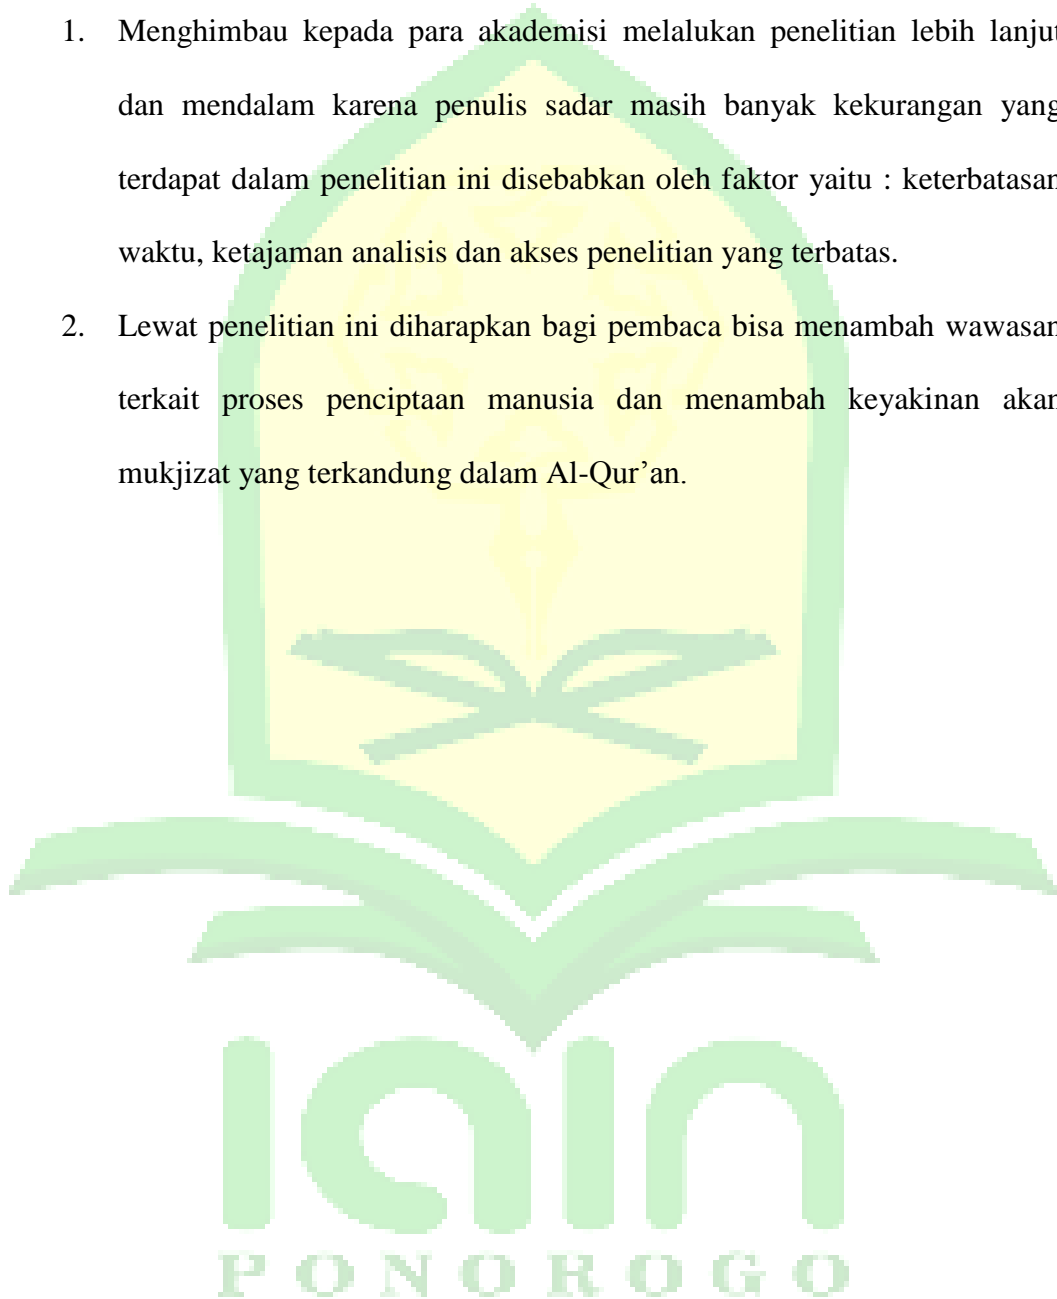 1. Menghimbau kepada para akademisi melalukan penelitian lebih lanjut
dan mendalam karena penulis sadar masih banyak kekurangan yang
terdapat dalam penelitian ini disebabkan oleh faktor yaitu : keterbatasan
waktu, ketajaman analisis dan akses penelitian yang terbatas.
2. Lewat penelitian ini diharapkan bagi pembaca bisa menambah wawasan
terkait proses penciptaan manusia dan menambah keyakinan akan
mukjizat yang terkandung dalam Al-Qur’an.
IAIN
PONOROGO